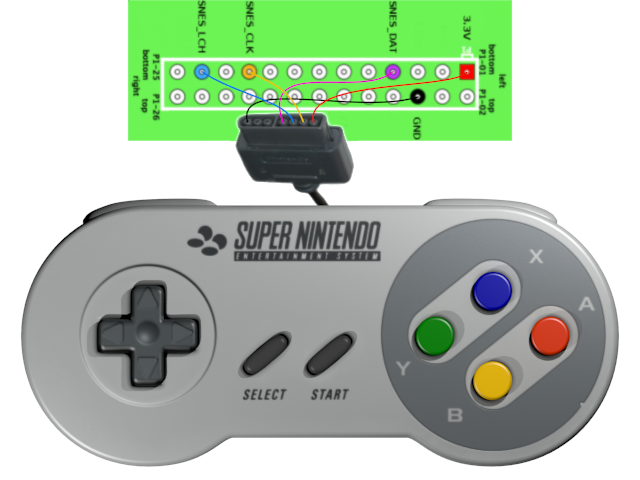 SNES_LCH
SNES_CLK
SNES_DAT
3.3V
bottom
P1-25
bottom
P1-01
left
right
P1-26
top
P1-02
top
GND
SUPER NINTENDO
ENTERTAINMENT SYSTEM
X
A
Y
B
SELECT
START